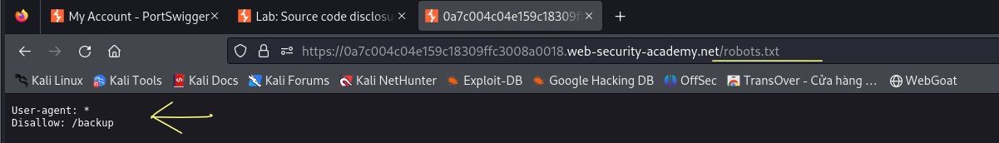 My Account - PortSwigger
Lab: Source code disclosu
0a7c004c04e159c18309f
https://0a7c004c04e159c18309ffc3008a0018.web-security-academy.net/robots.txt
Kali Linux Kali Tools Kali Docs Kali Forums Kali NetHunter Exploit-DB Google Hacking DB OffSec TransOver - Cửa hàng ... WebGoat
User-agent: *
Disallow: /backup